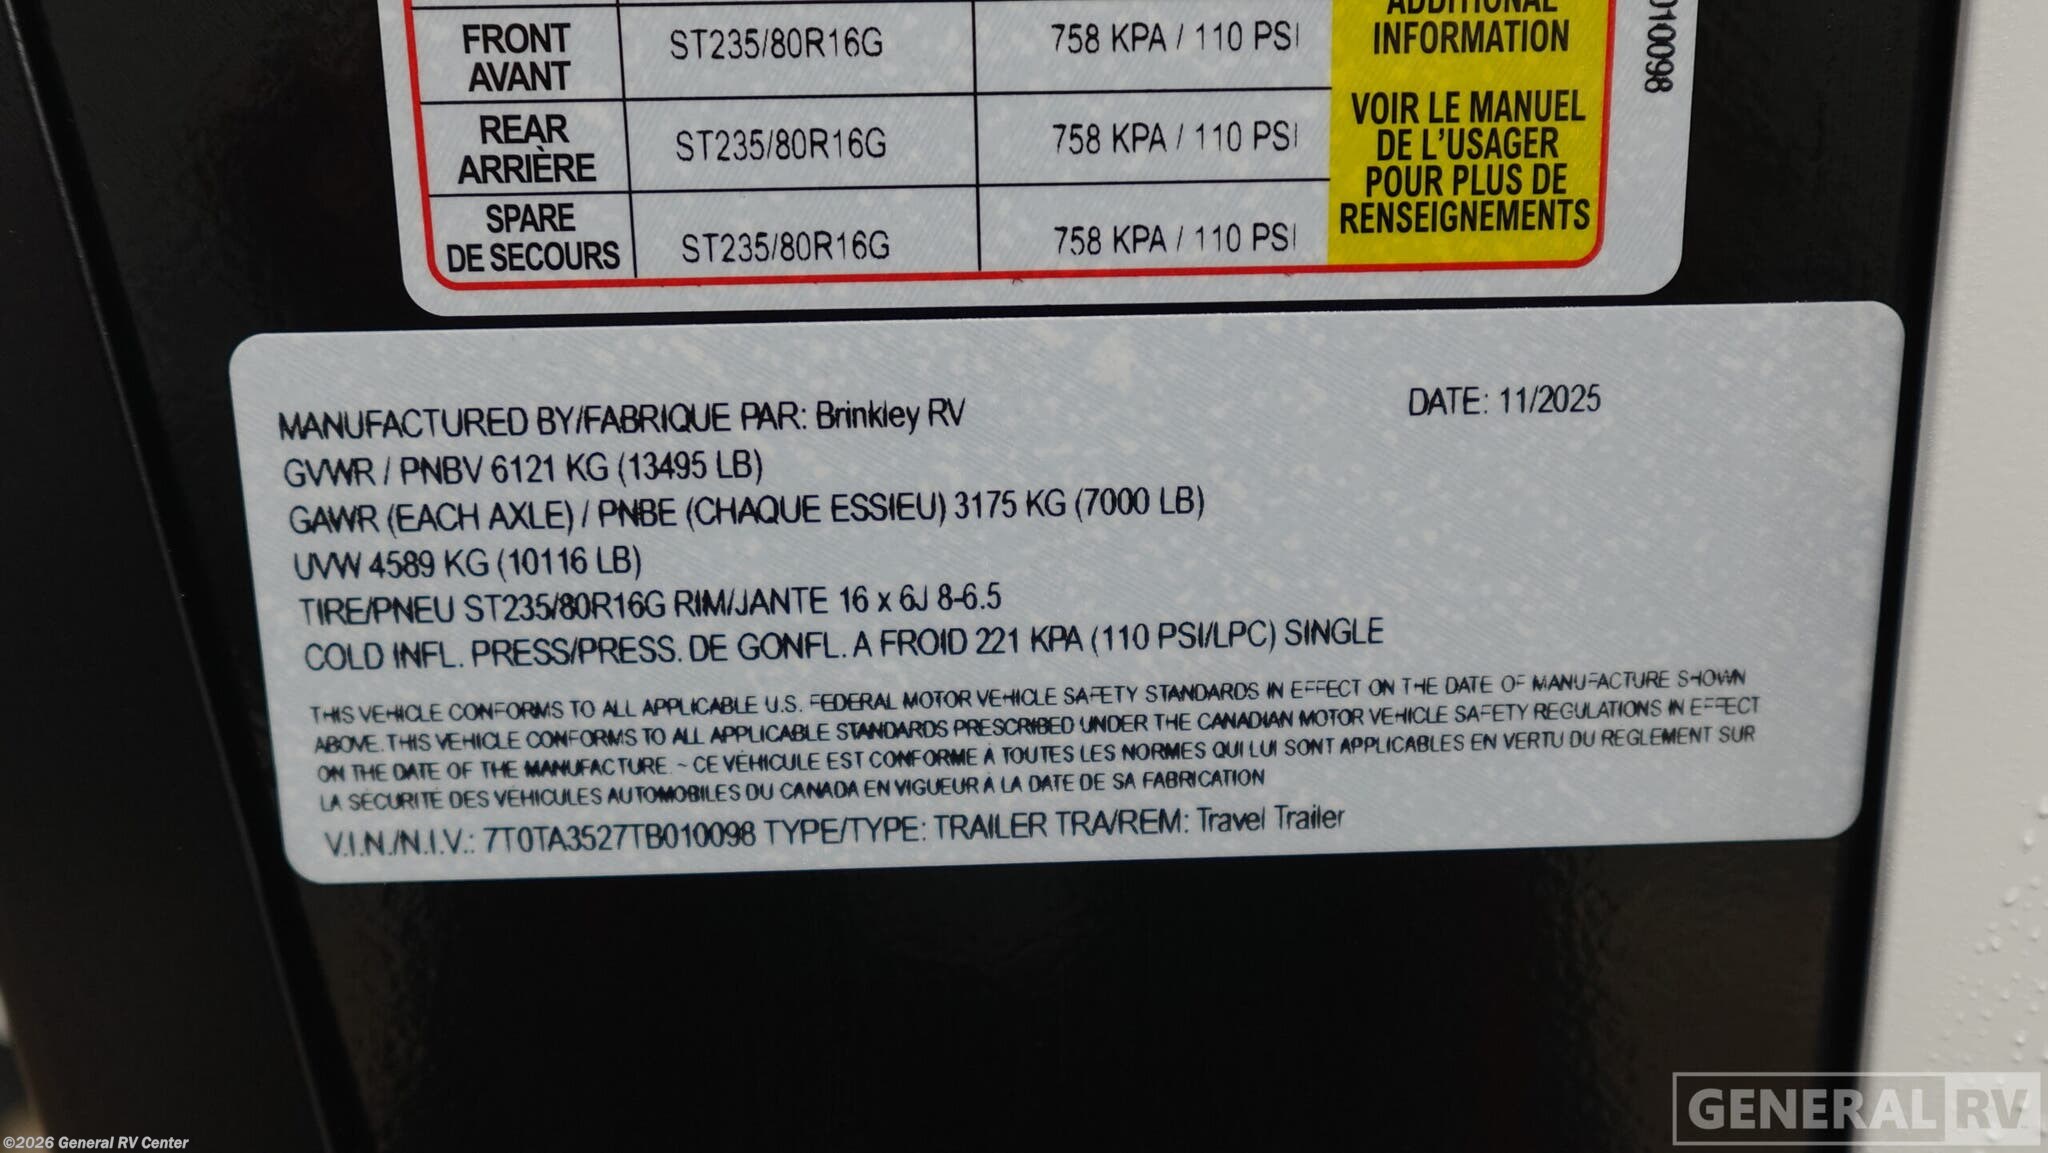 ADDITIONAL
INFORMATION
VOIR LE MANUEL
DE L'USAGER
POUR PLUS DE
RENSEIGNEMENTS
FRONT
AVANT
ST235/80R16G
758 KPA / 110 PSI
REAR
ARRIÈRE
ST235/80R16G
758 KPA / 110 PSI
SPARE
DE SECOURS
ST235/80R16G
758 KPA / 110 PSI
010098
MANUFACTURED BY/FABRIQUE PAR: Brinkley RV
DATE: 11/2025
GVWR / PNBV 6121 KG (13495 LB)
GAWR (EACH AXLE) / PNBE (CHAQUE ESSIEU) 3175 KG (7000 LB)
UVW 4589 KG (10116 LB)
TIRE/PNEU ST235/80R16G RIM/JANTE 16 x 6J 8-6.5
COLD INFL. PRESS/PRESS. DE GONFL. A FROID 221 KPA (110 PSI/LPC) SINGLE
THIS VEHICLE CONFORMS TO ALL APPLICABLE U.S. FEDERAL MOTOR VEHICLE SAFETY STANDARDS IN EFFECT ON THE DATE OF MANUFACTURE SHOWN
ABOVE. THIS VEHICLE CONFORMS TO ALL APPLICABLE STANDARDS PRESCRIBED UNDER THE CANADIAN MOTOR VEHICLE SAFETY REGULATIONS IN EFFECT
ON THE DATE OF THE MANUFACTURE. ~ CE VÉHICULE EST CONFORME À TOUTES LES NORMES QUI LUI SONT APPLICABLES EN VERTU DU REGLEMENT SUR
LA SÉCURITÉ DES VÉHICULES AUTOMOBILES DU CANADA EN VIGUEUR À LA DATE DE SA FABRICATION
V.I.N./N.I.V.: 7T0TA3527TB010098 TYPE/TYPE: TRAILER TRA/REM: Travel Trailer
GENERAL RV
©2026 General RV Center